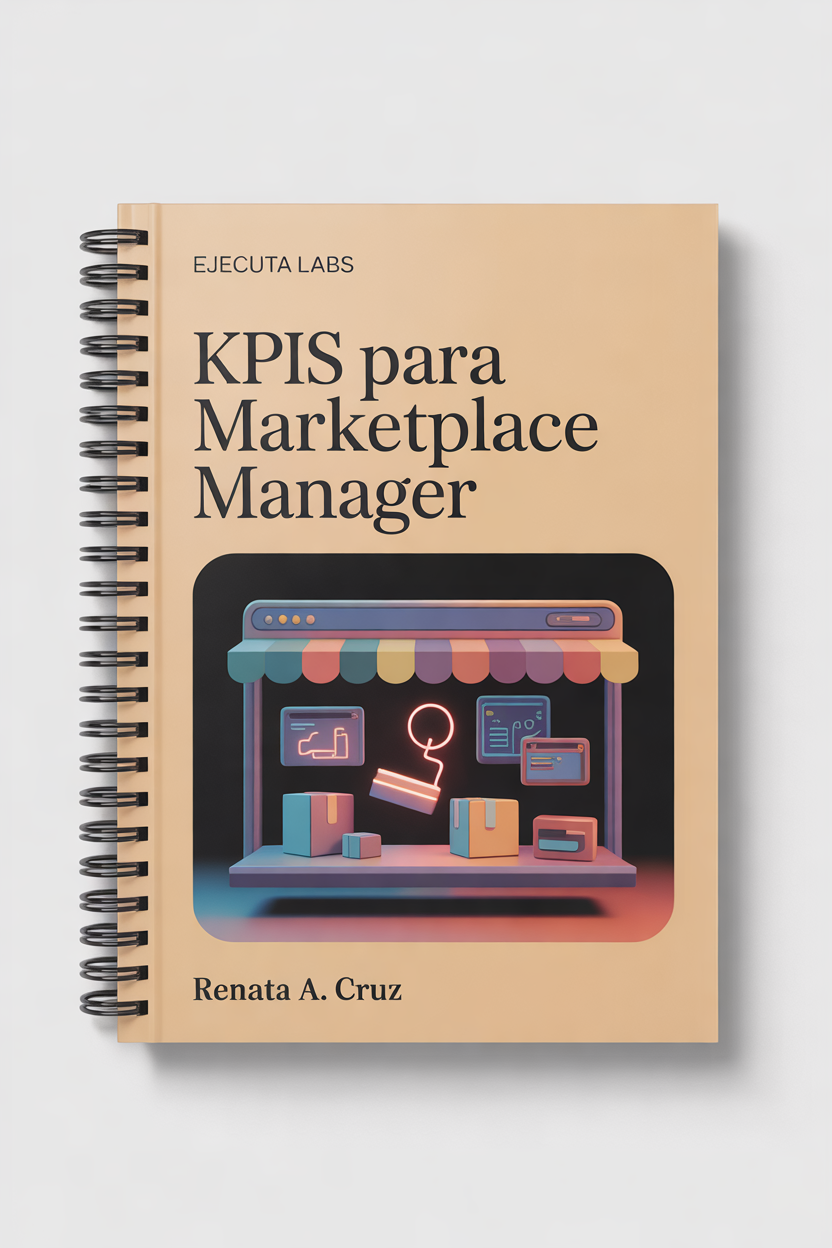 EJECUTA LABS
KPIS para
Marketplace
Manager
Renata A. Cruz